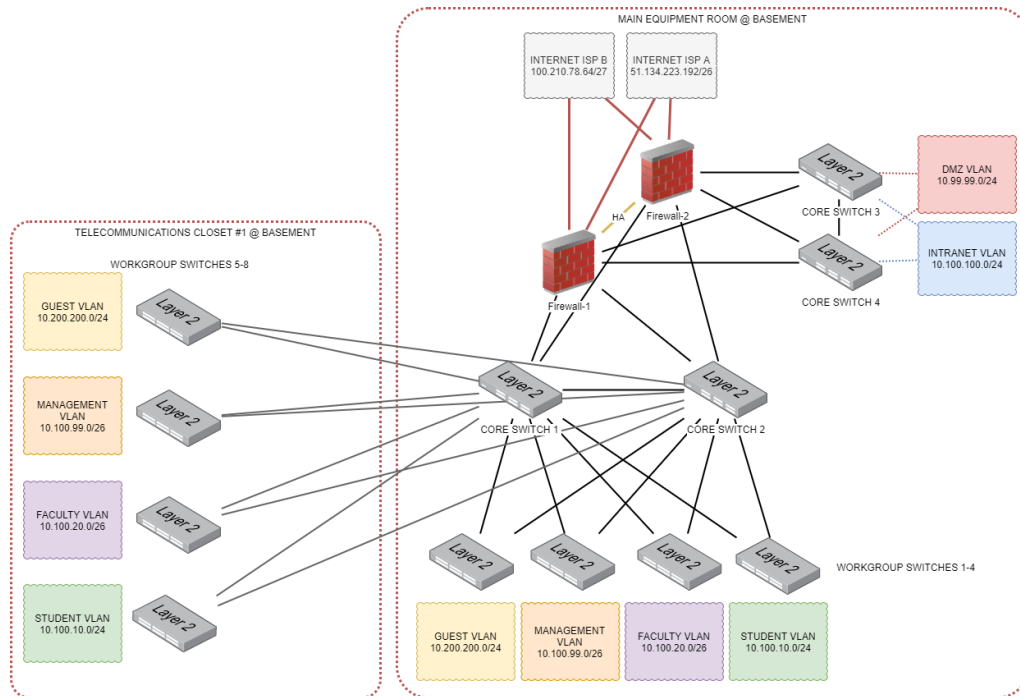 MAIN EQUIPMENT ROOM @ BASEMENT
INTERNET ISP B
100.210.78.64/27
INTERNET ISP A
51.134.223.192/26
Layer 2
DMZ VLAN
10.99.99.0/24
CORE SWITCH 3
HA
Firewall-2
TELECOMMUNICATIONS CLOSET #1 @ BASEMENT
Layer 2
INTRANET VLAN
10.100.100.0/24
WORKGROUP SWITCHES 5-8
CORE SWITCH 4
Firewall-1
GUEST VLAN
10.200.200.0/24
Layer 2
MANAGEMENT
VLAN
10.100.99.0/26
Layer 2
Layer 2
Layer 2
CORE SWITCH 1
CORE SWITCH 2
FACULTY VLAN
10.100.20.0/26
Layer 2
STUDENT VLAN
10.100.10.0/24
Layer 2
Layer 2
Layer 2
Layer 2
Layer 2
WORKGROUP SWITCHES 1-4
GUEST VLAN
10.200.200.0/24
MANAGEMENT
VLAN
10.100.99.0/26
FACULTY VLAN
10.100.20.0/26
STUDENT VLAN
10.100.10.0/24